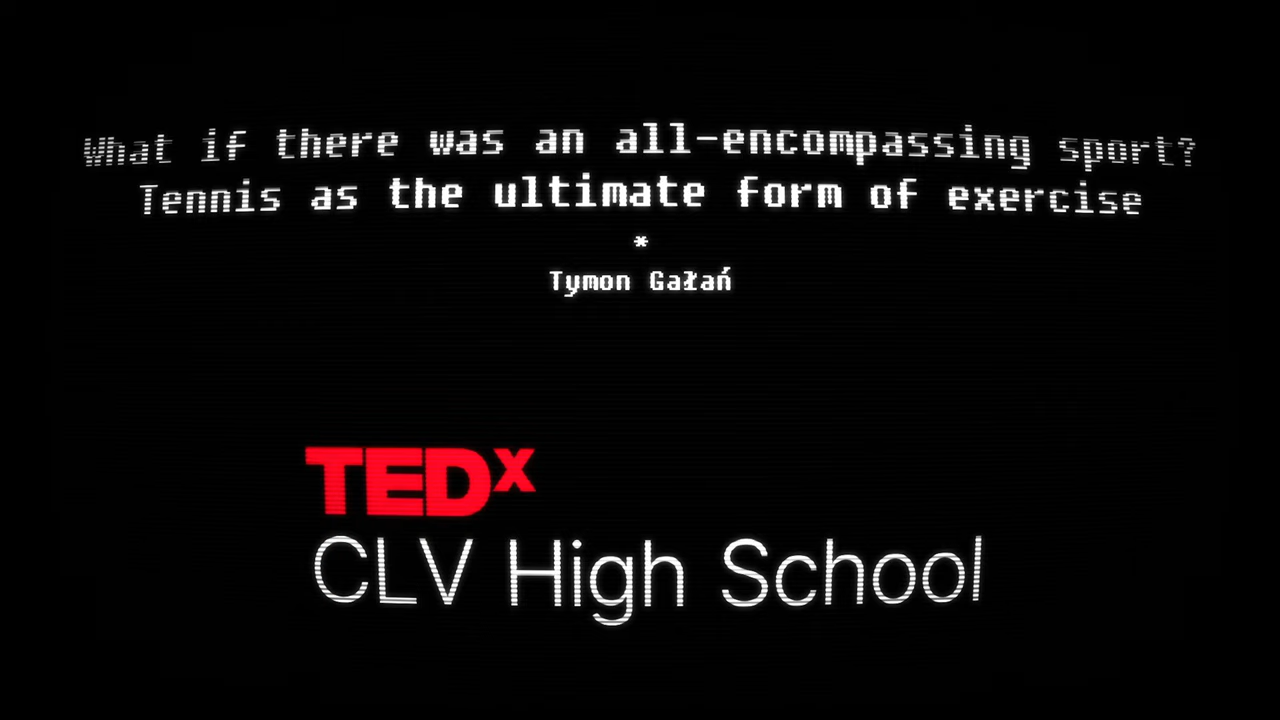 What if there was an all-encompassing sport?
Tennis as the ultimate form of exercise
*
Tymon Gałań
TEDx
CLV High School